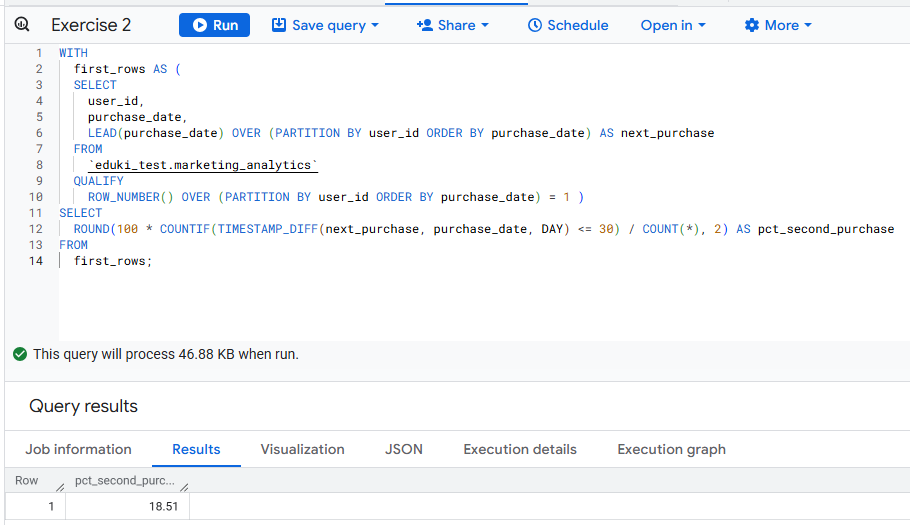 Exercise 2 Run Save query Share Schedule Open in More
1 WITH
2 first_rows AS (
3 SELECT
4 user_id,
5 purchase_date,
6 LEAD(purchase_date) OVER (PARTITION BY user_id ORDER BY purchase_date) AS next_purchase
7 FROM
8 `eduki_test.marketing_analytics`
9 QUALIFY
10 ROW_NUMBER() OVER (PARTITION BY user_id ORDER BY purchase_date) = 1 )
11 SELECT
12 ROUND(100 * COUNTIF(TIMESTAMP_DIFF(next_purchase, purchase_date, DAY) <= 30) / COUNT(*), 2) AS pct_second_purchase
13 FROM
14 first_rows;
This query will process 46.88 KB when run.
Query results
Job information Results Visualization JSON Execution details Execution graph
Row pct_second_purc...
1 18.51